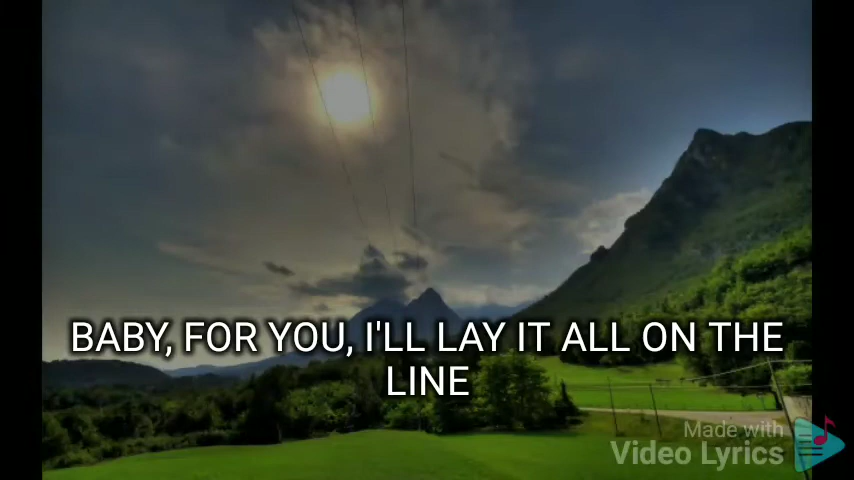 BABY, FOR YOU, I'LL LAY IT ALL ON THE
LINE
Made with
Video Lyrics